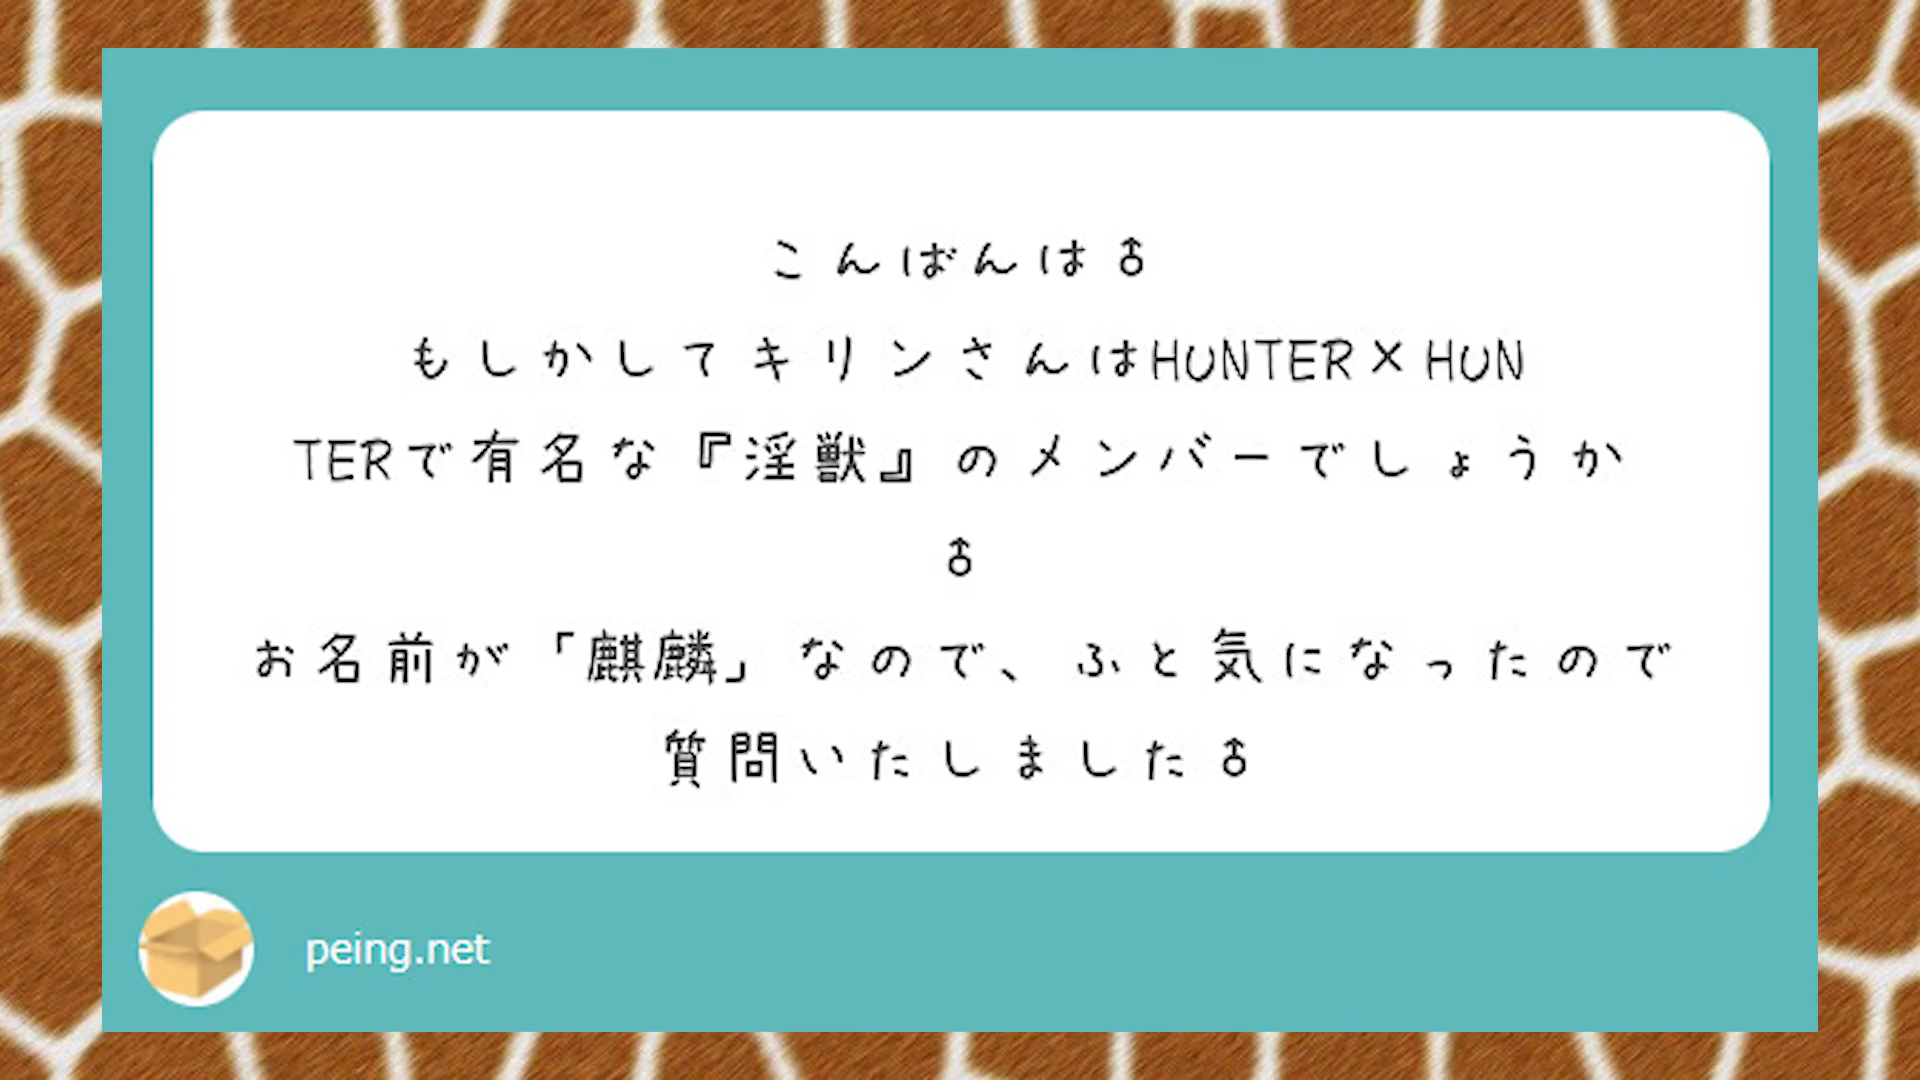 こんばんは♂
もしかしてキリンさんはHUNTER×HUN
TERで有名な『淫獣』のメンバーでしょうか
♂
お名前が「麒麟」なので、ふと気になったので
質問いたしました♂
peing.net